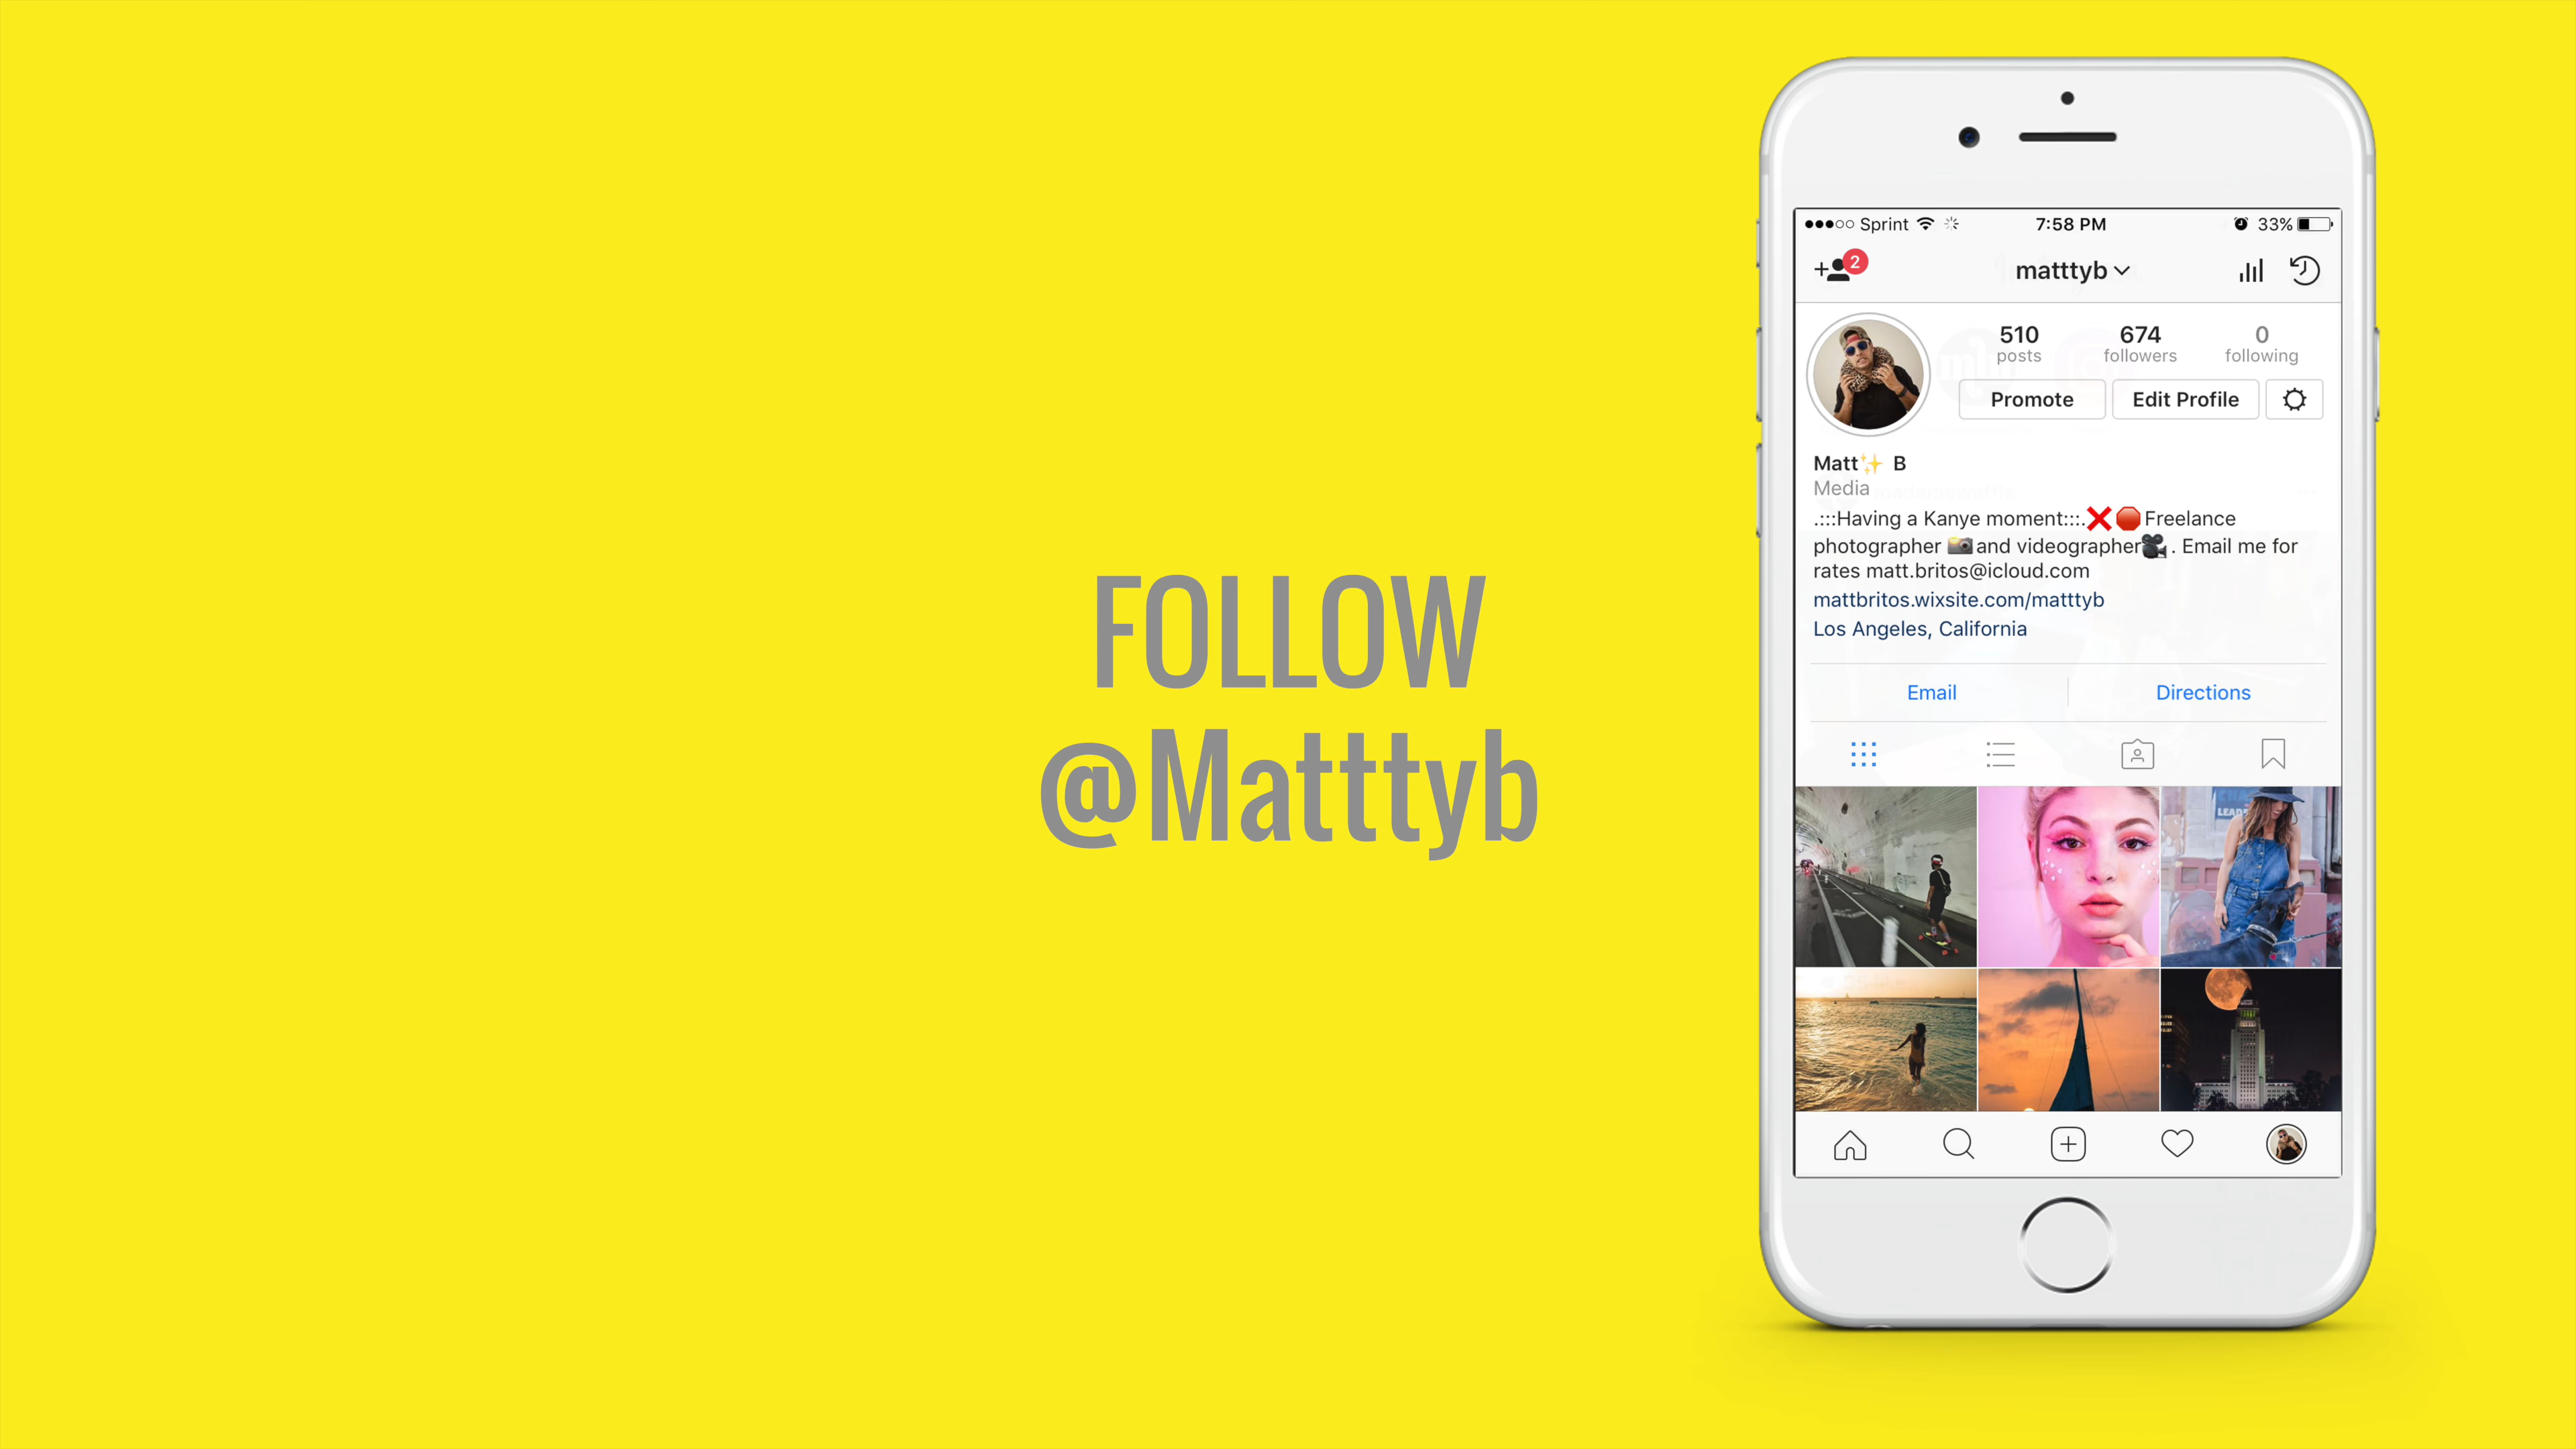 FOLLOW
@Matttyb
Sprint 7:58 PM 33%
2
matttyb
510 674 0
posts followers following
Promote Edit Profile
Matt✨ B
Media
.:::Having a Kanye moment:::.❌🛑Freelance
photographer 📸and videographer🎥. Email me for
rates matt.britos@icloud.com
mattbritos.wixsite.com/matttyb
Los Angeles, California
Email Directions
LEAD